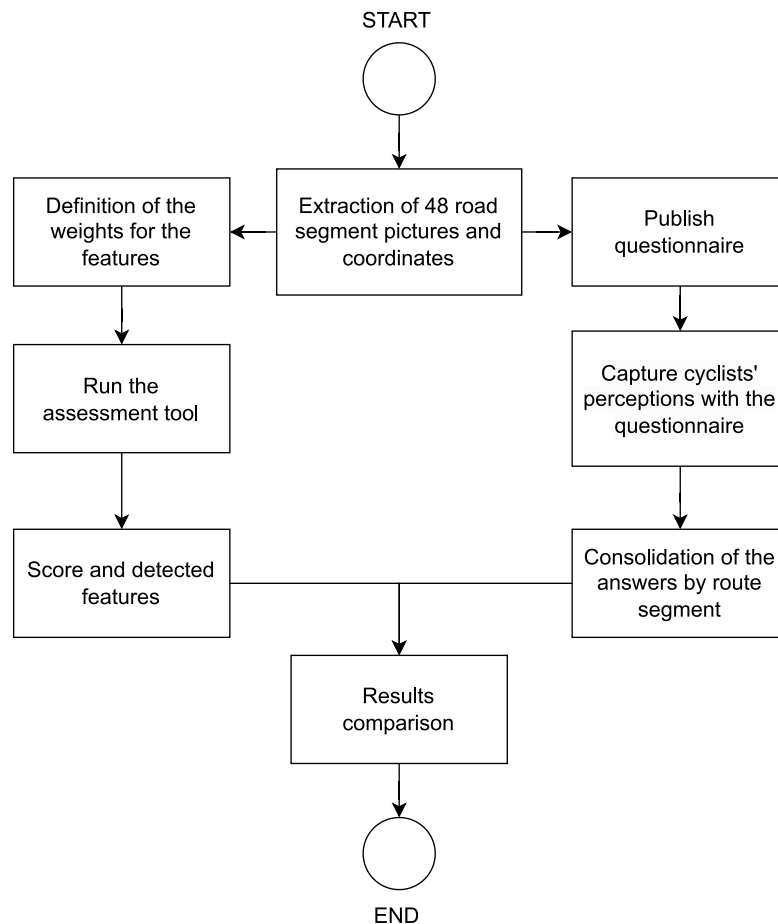 START
Definition of the
weights for the
features
Extraction of 48 road
segment pictures and
coordinates
Publish
questionnaire
Run the
assessment tool
Capture cyclists'
perceptions with the
questionnaire
Score and detected
features
Consolidation of the
answers by route
segment
Results
comparison
END